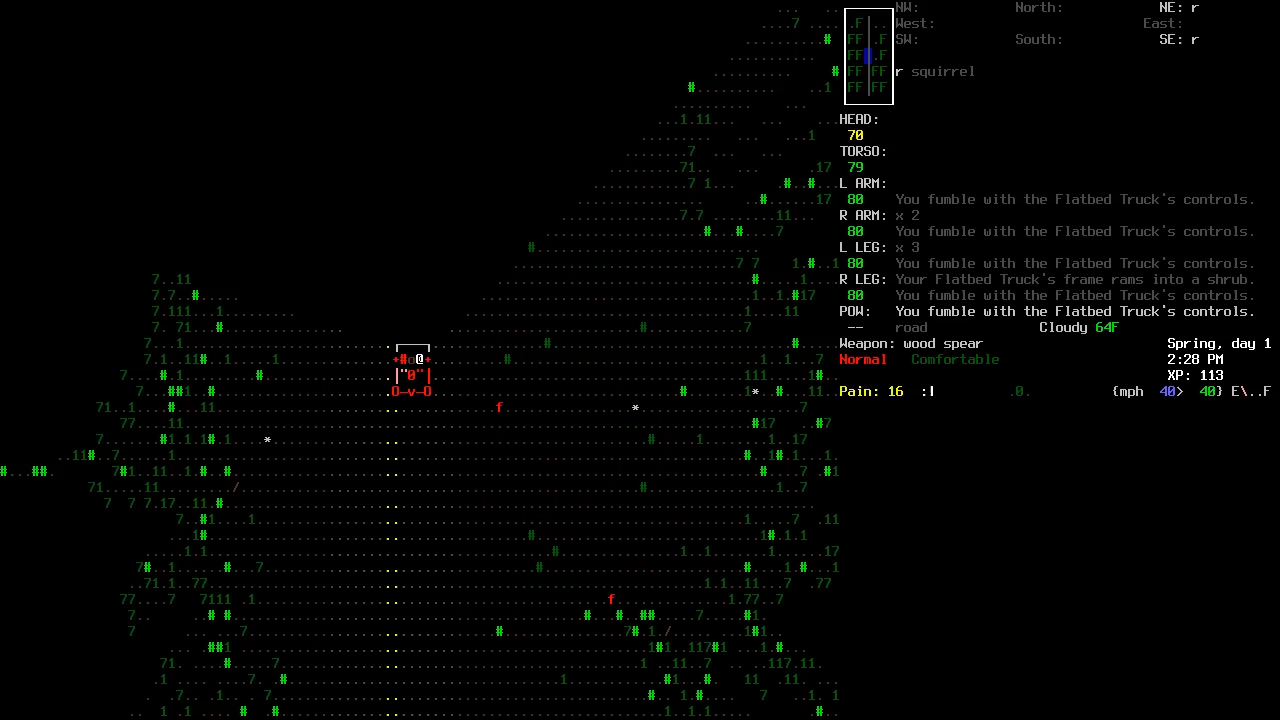 NW: North: NE: r
West: East:
SW: South: SE: r
r squirrel
HEAD:
70
TORSO:
79
L ARM:
80 You fumble with the Flatbed Truck's controls.
R ARM: x 2
80 You fumble with the Flatbed Truck's controls.
L LEG: x 3
80 You fumble with the Flatbed Truck's controls.
R LEG: Your Flatbed Truck's frame rams into a shrub.
80 You fumble with the Flatbed Truck's controls.
POW: You fumble with the Flatbed Truck's controls.
-- road Cloudy 64F
Weapon: wood spear Spring, day 1
Normal Comfortable 2:28 PM
XP: 113
Pain: 16 :I .0. {mph 40> 40} E\..F